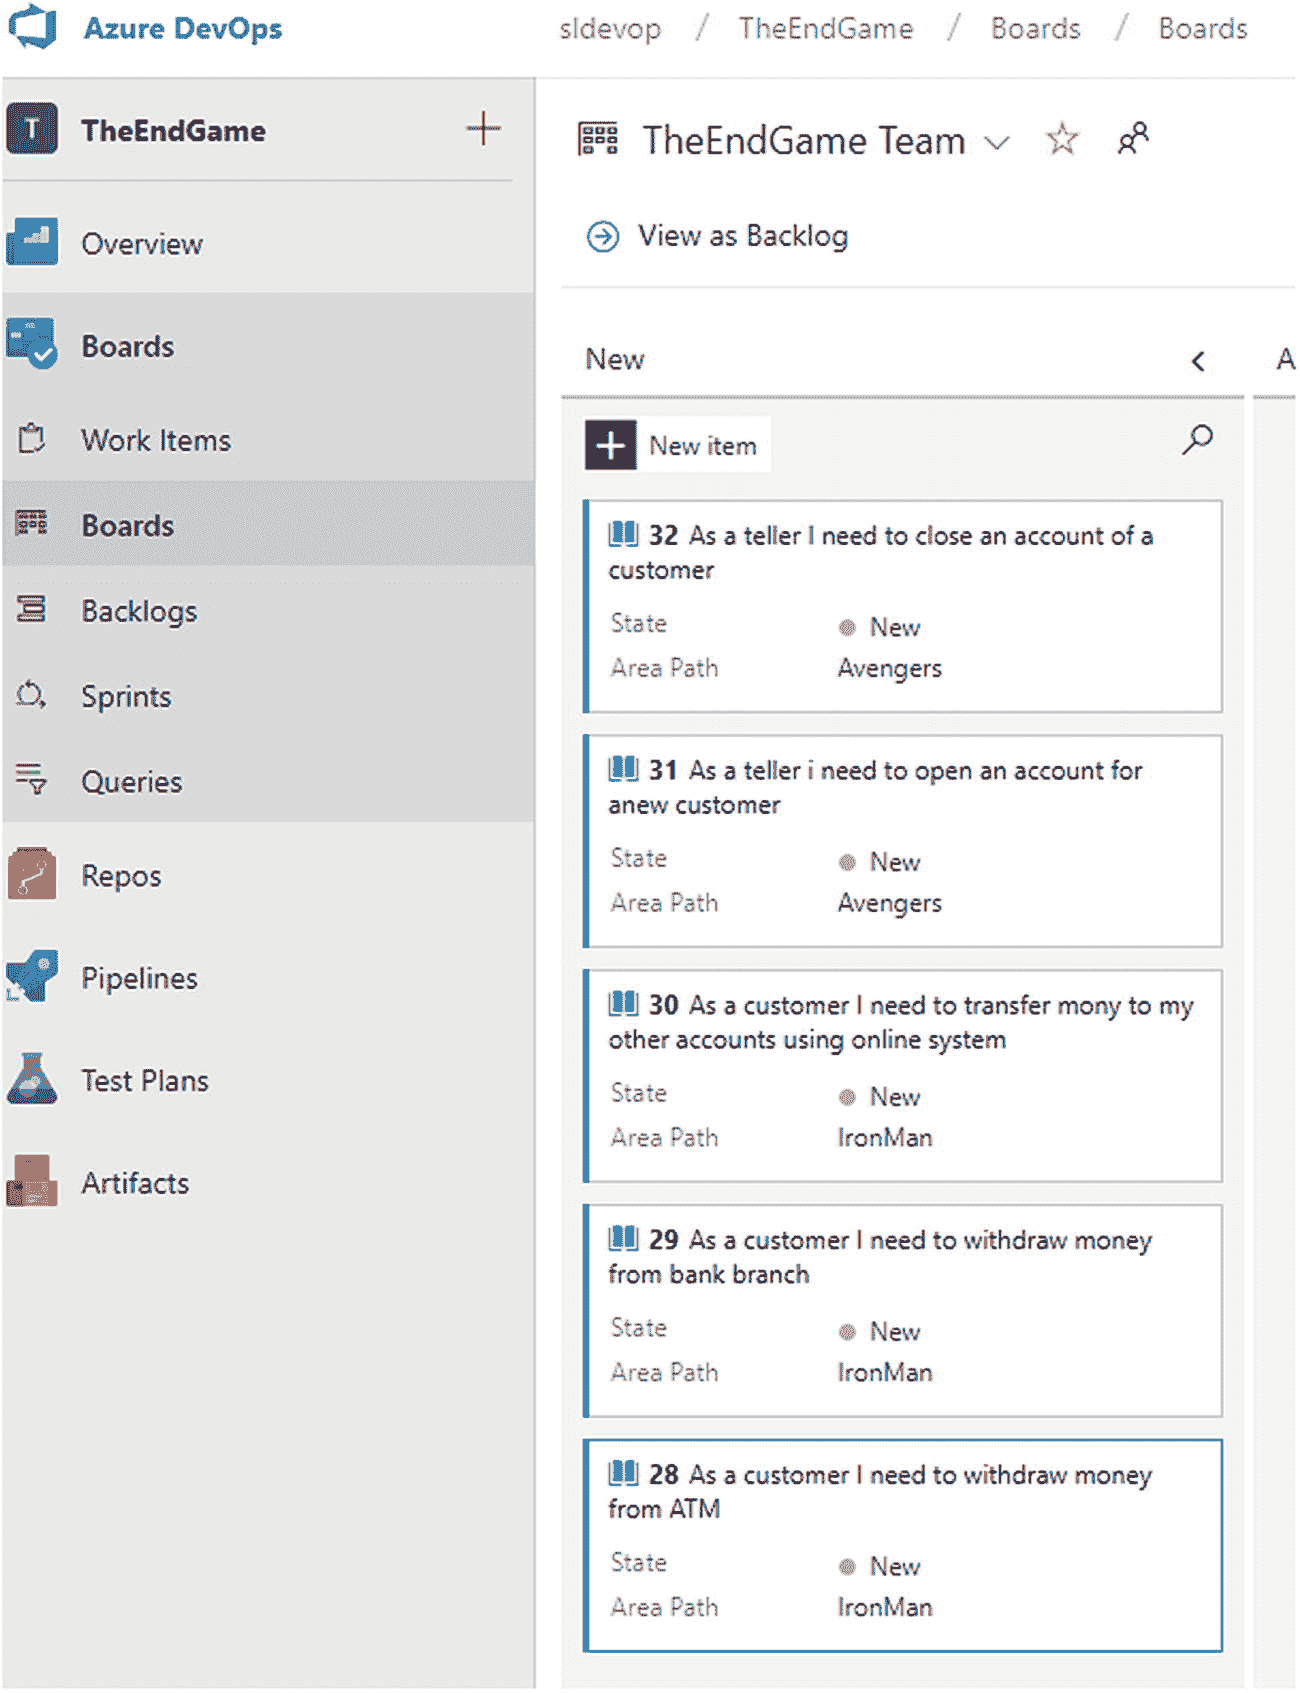 Azure DevOps
sldevop / TheEndGame / Boards / Boards
T TheEndGame
TheEndGame Team
Overview
View as Backlog
Boards
New
A
Work Items
New item
Boards
Backlogs
Sprints
Queries
Repos
Pipelines
Test Plans
Artifacts
32 As a teller I need to close an account of a
customer
State New
Area Path Avengers
31 As a teller i need to open an account for
anew customer
State New
Area Path Avengers
30 As a customer I need to transfer mony to my
other accounts using online system
State New
Area Path IronMan
29 As a customer I need to withdraw money
from bank branch
State New
Area Path IronMan
28 As a customer I need to withdraw money
from ATM
State New
Area Path IronMan